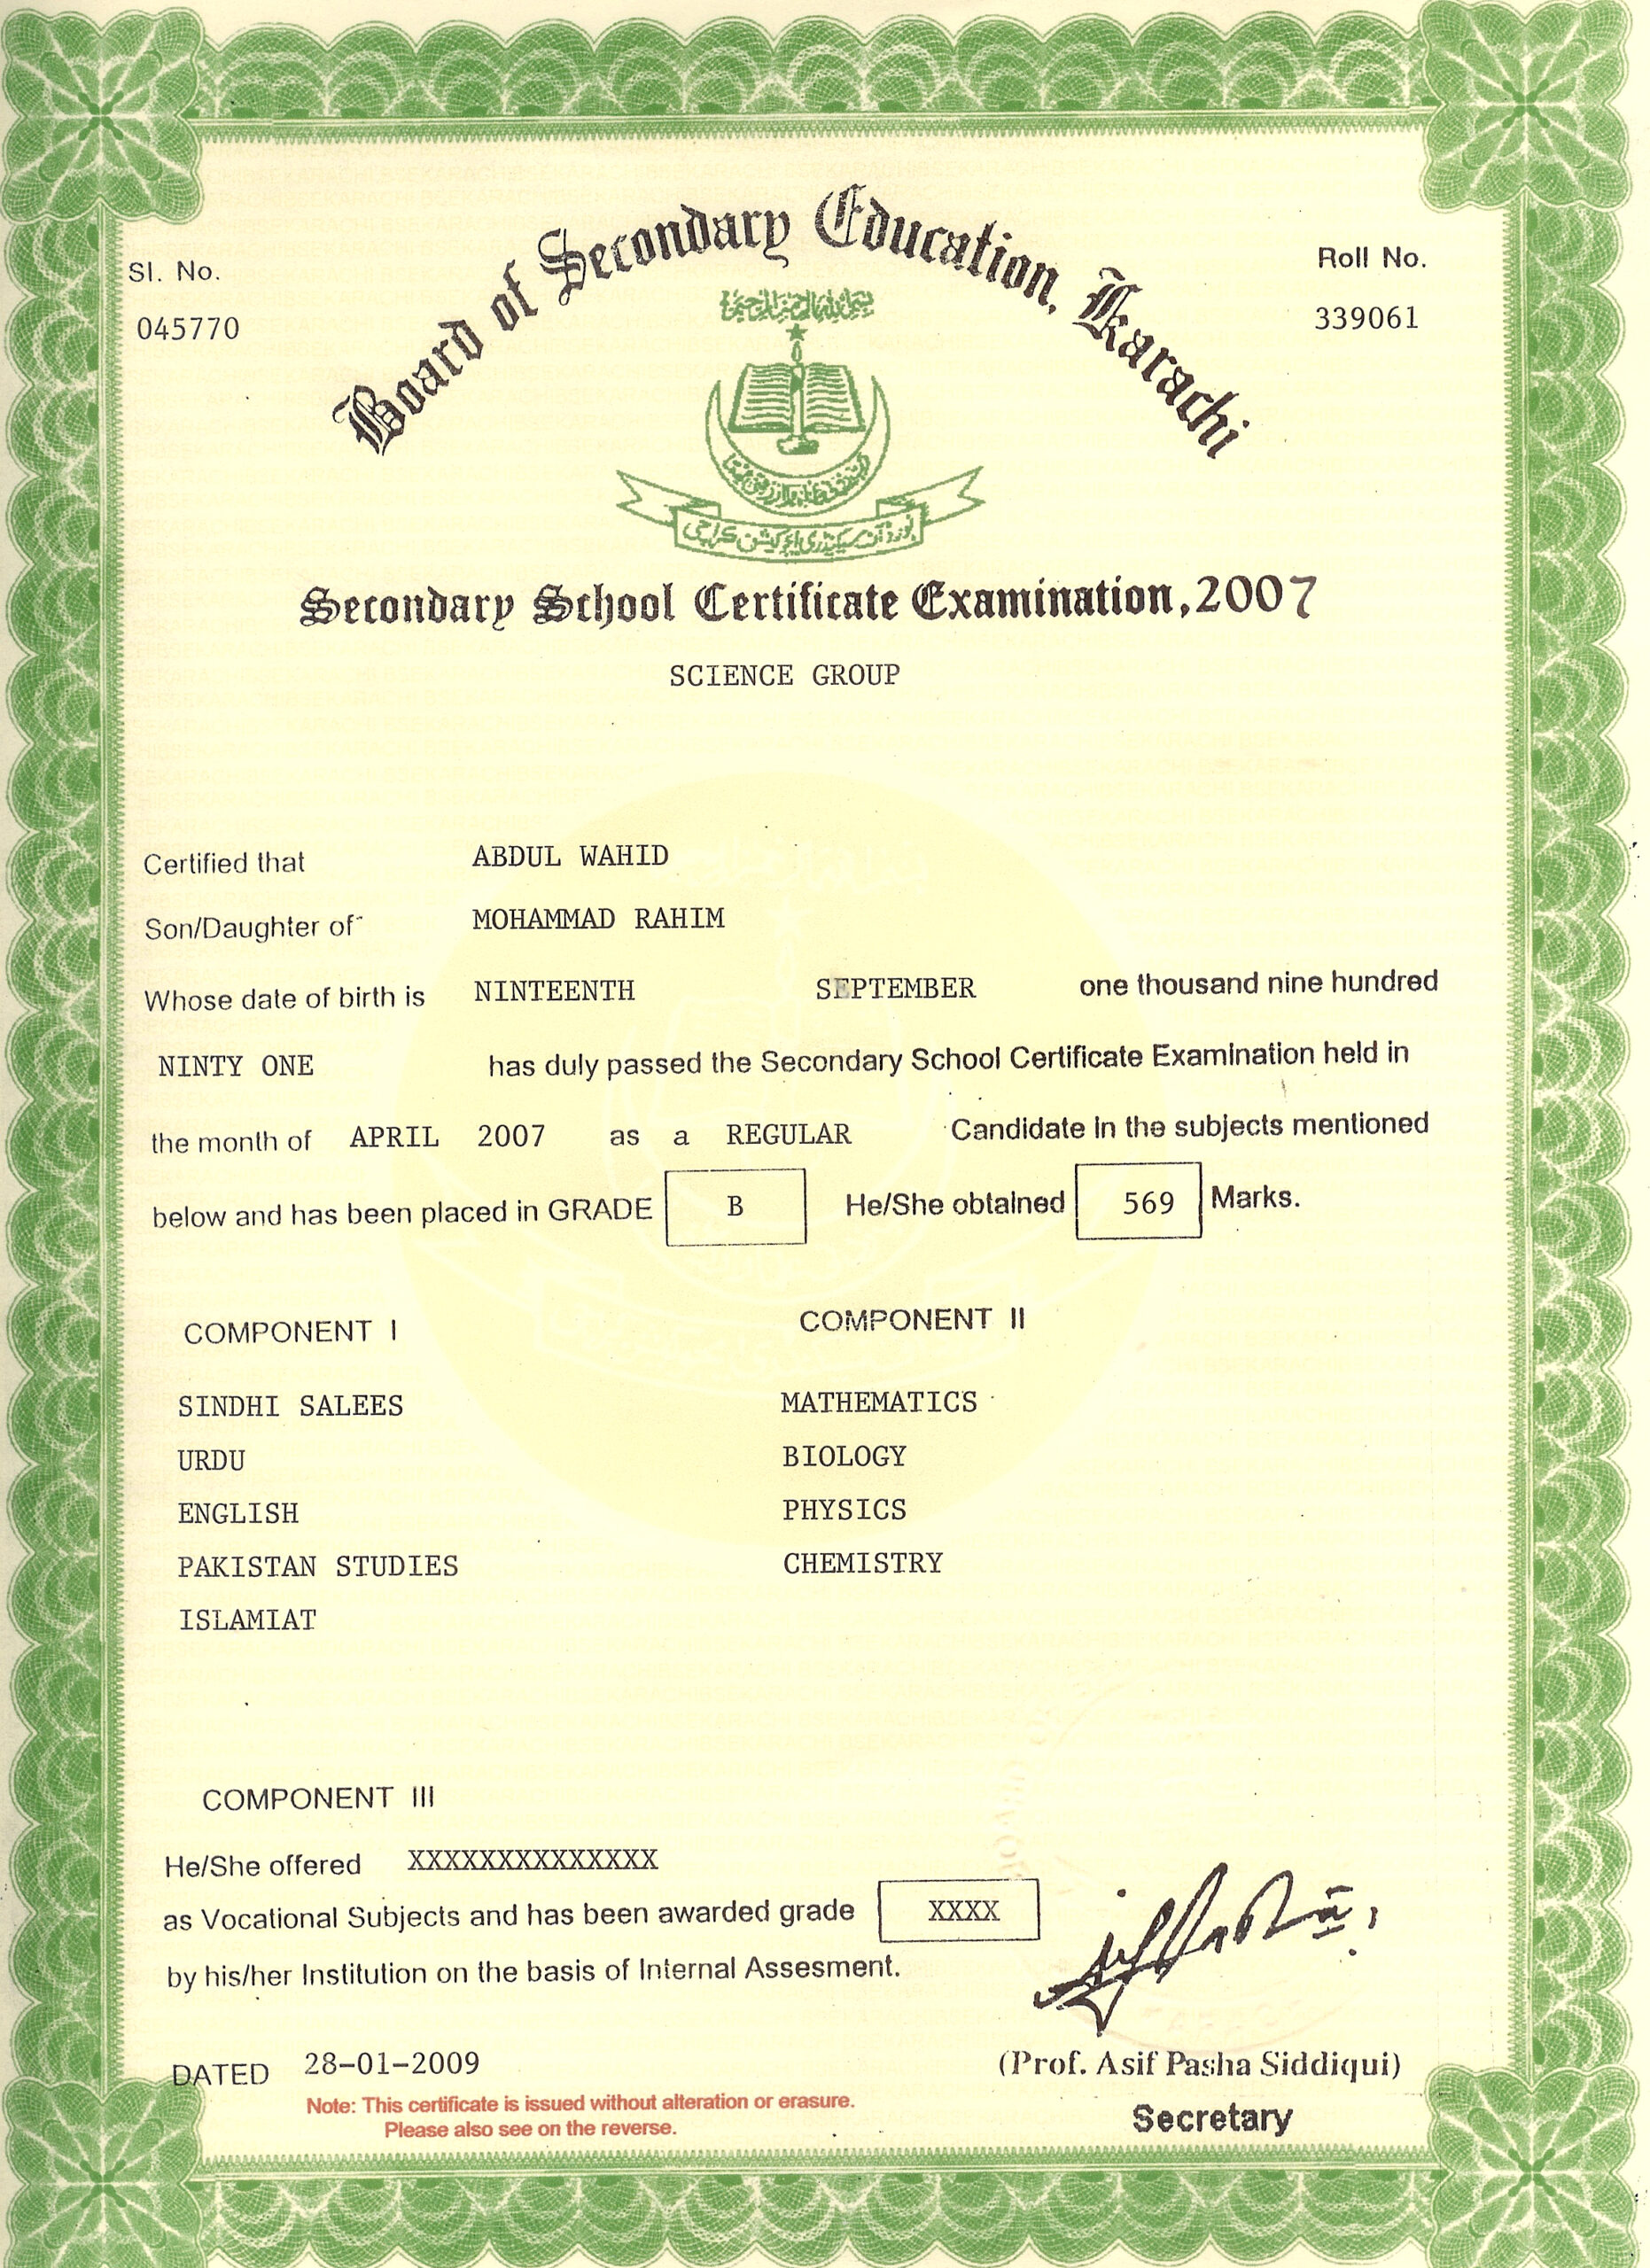 Board of Secondary Education, Karachi
Sl. No.
045770
Roll No.
339061
بورڈ آف سیکنڈری ایجوکیشن کراچی
Secondary School Certificate Examination, 2007
SCIENCE GROUP
Certified that ABDUL WAHID
Son/Daughter of MOHAMMAD RAHIM
Whose date of birth is NINTEENTH SEPTEMBER one thousand nine hundred
NINTY ONE has duly passed the Secondary School Certificate Examination held in
the month of APRIL 2007 as a REGULAR Candidate in the subjects mentioned
below and has been placed in GRADE B He/She obtained 569 Marks.
COMPONENT I
SINDHI SALEES
URDU
ENGLISH
PAKISTAN STUDIES
ISLAMIAT
COMPONENT II
MATHEMATICS
BIOLOGY
PHYSICS
CHEMISTRY
COMPONENT III
He/She offered XXXXXXXXXXXXXX
as Vocational Subjects and has been awarded grade XXXX
by his/her Institution on the basis of Internal Assesment.
DATED 28-01-2009
Note: This certificate is issued without alteration or erasure.
Please also see on the reverse.
(Prof. Asif Pasha Siddiqui)
Secretary